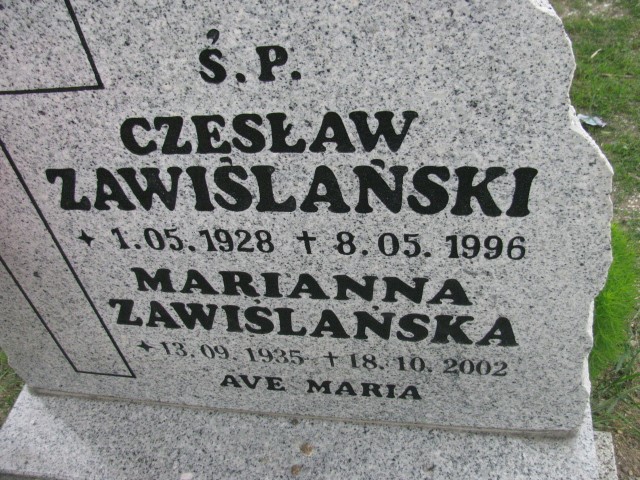 Ś.P.
CZESŁAW
ZAWIŚLAŃSKI
✦ 1.05.1928 ✝ 8.05.1996
MARIANNA
ZAWIŚLAŃSKA
✦ 13.09.1935 ✝ 18.10.2002
AVE MARIA